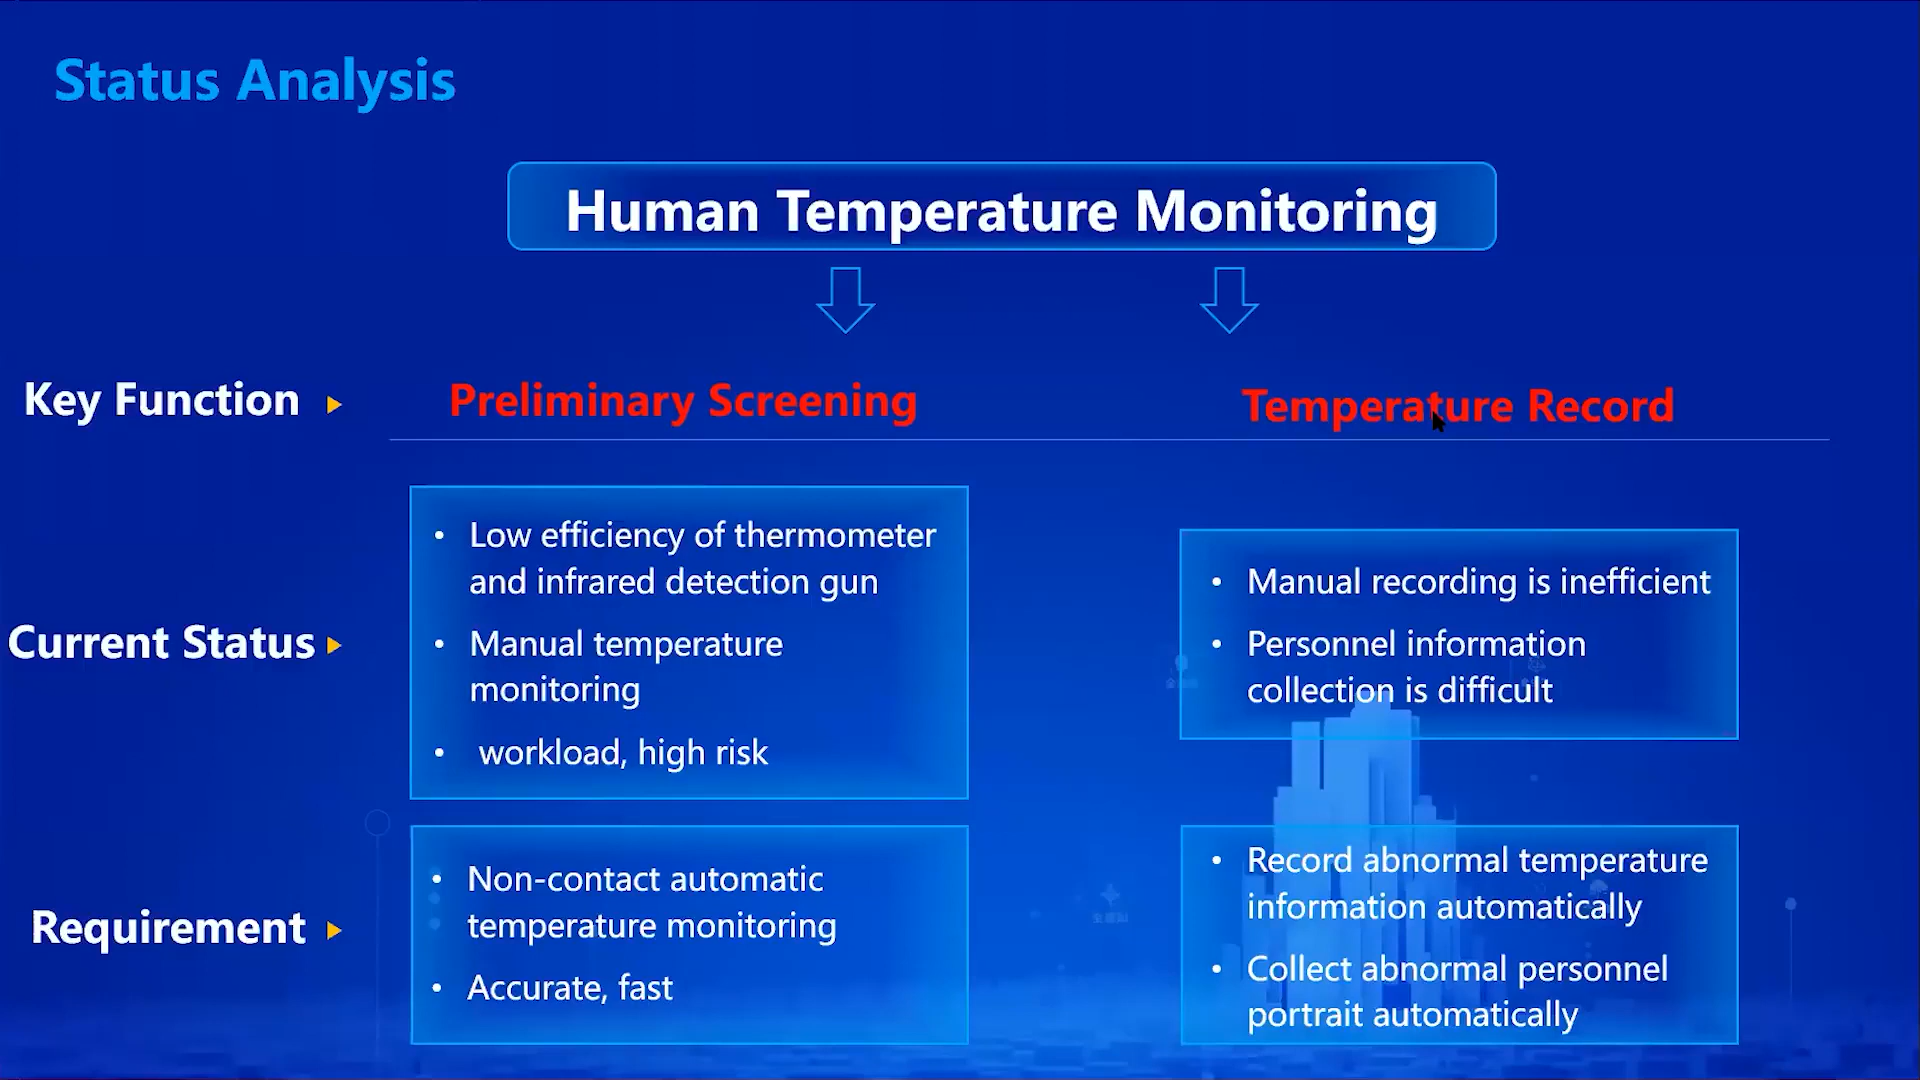 Status Analysis
Human Temperature Monitoring
Key Function
Preliminary Screening
Temperature Record
Current Status
• Low efficiency of thermometer
and infrared detection gun
• Manual temperature
monitoring
• workload, high risk
• Manual recording is inefficient
• Personnel information
collection is difficult
Requirement
• Non-contact automatic
temperature monitoring
• Accurate, fast
• Record abnormal temperature
information automatically
• Collect abnormal personnel
portrait automatically